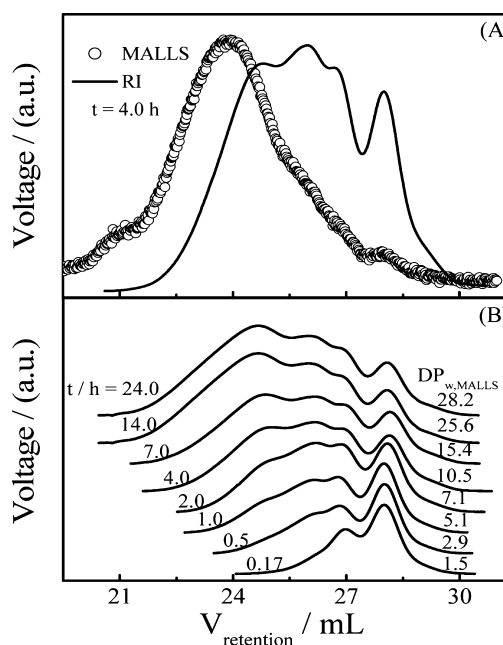 (A
MALLS
RI
t = 4.0 h
Voltage / (a.u.)
(B
t / h = 24.0
DP w,MALLS
28.2
14.0
25.6
7.0
15.4
4.0
10.5
2.0
7.1
1.0
5.1
0.5
2.9
0.17
1.5
Voltage / (a.u.)
21 24 27 30
V retention / mL